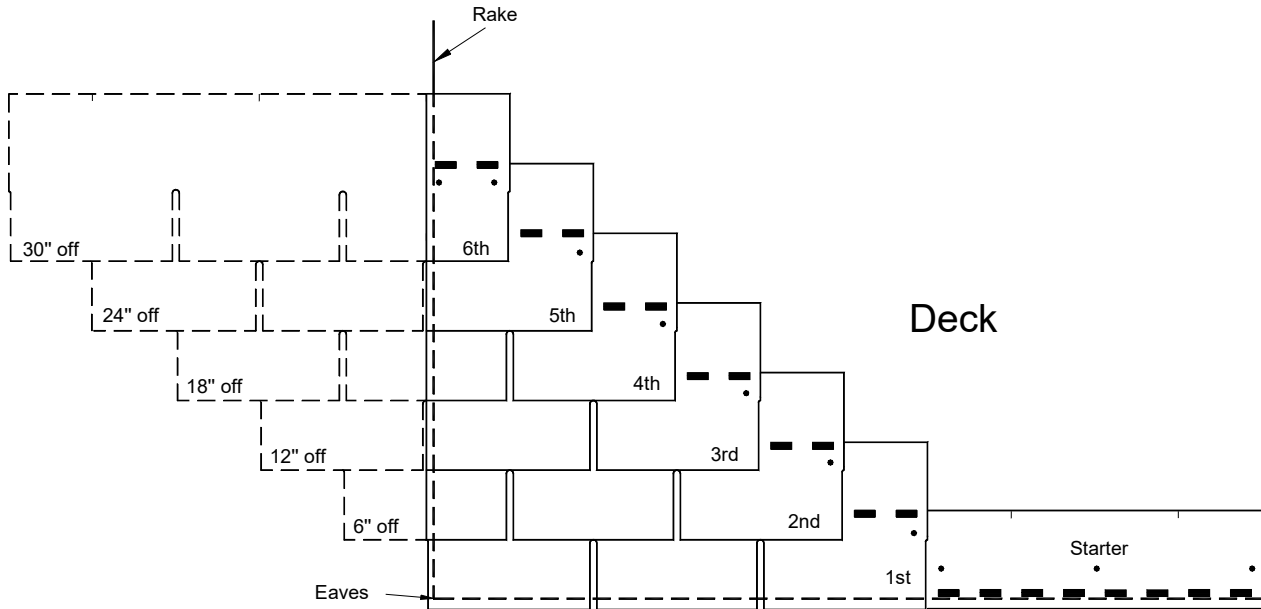 Rake
30" off
6th
24" off
5th
Deck
18" off
4th
12" off
3rd
6" off
2nd
Starter
1st
Eaves